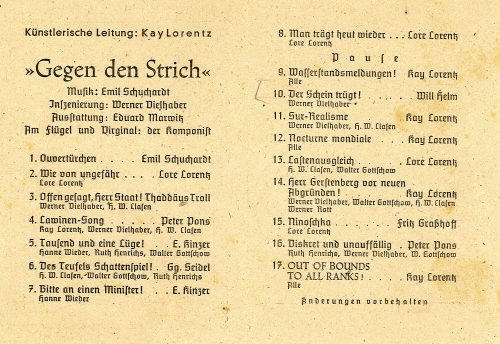 Künstlerische Leitung: Kay Lorentz
»Gegen den Strich«
Musik: Emil Schuchardt
Inszenierung: Werner Vielhaber
Ausstattung: Eduard Marwitz
Am Flügel und Virginal: der Komponist
1. Ouvertürchen . . . . . Emil Schuchardt
2. Wie von ungefähr . . . . Lore Lorentz
Lore Lorentz
3. Offen gesagt, Herr Staat! Thaddäus Troll
Werner Vielhaber, H. W. Clasen
4. Lawinen-Song . . . . . Peter Pons
Kay Lorentz, Werner Vielhaber, H. W. Clasen
5. Tausend und eine Lüge! . . E. Kinzer
Hanne Wieder, Ruth Henrichs, Walter Gottschow
6. Des Teufels Schattenspiel! . Gg. Seidel
H. W. Clasen, Walter Gottschow, Ruth Henrichs
7. Bitte an einen Minister! . . E. Kinzer
Hanne Wieder
8. Man trägt heut wieder . . . Lore Lorentz
Lore Lorentz
Pause
9. Wasserstandsmeldungen! Kay Lorentz
Alle
10. Der Schein trügt! . . . . . Will Helm
Werner Vielhaber
11. Sur-Realisme Kay Lorentz
Werner Vielhaber, H. W. Clasen
12. Nocturne mondiale . . . Kay Lorentz
Alle
13. Lastenausgleich . . Lore Lorentz
H. W. Clasen, Walter Gottschow
14. Herr Gerstenberg vor neuen
Abgründen! . . . . . . Kay Lorentz
Werner Vielhaber, H. W. Clasen, Walter Gottschow
Werner Rott
15. Ninoschka . . . . . Fritz Graßhoff
Lore Lorentz
16. Diskret und unauffällig . Peter Pons
Ruth Henrichs, Werner Vielhaber, W. Gottschow
17. OUT OF BOUNDS
TO ALL RANKS! . . . . Kay Lorentz
Alle
Änderungen vorbehalten